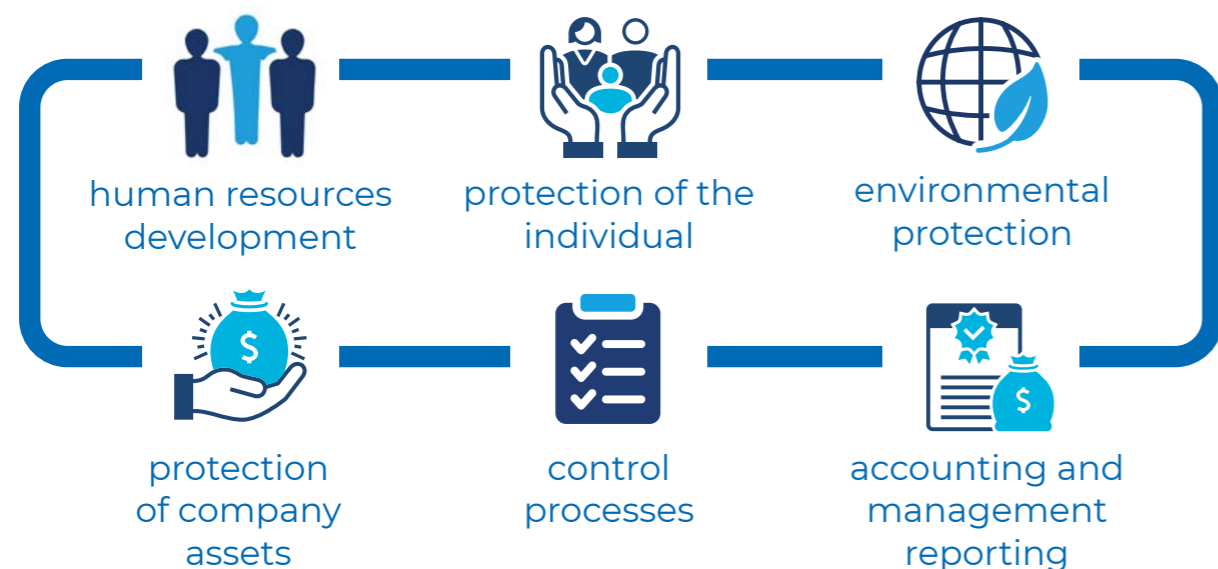 human resources
development
protection of the
individual
environmental
protection
$
protection
of company
assets
control
processes
$
accounting and
management
reporting